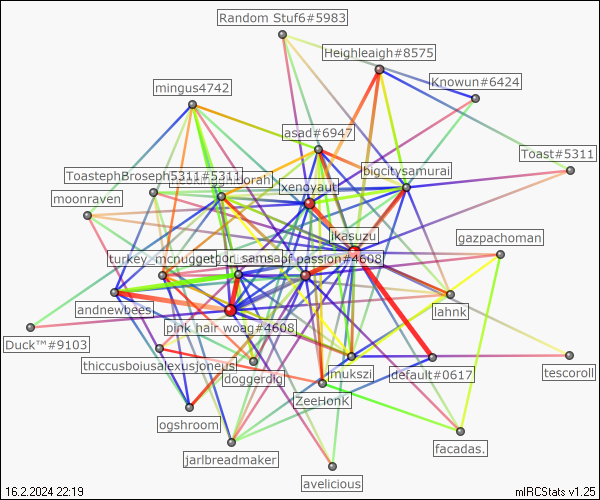 Random Stuf6#5983
Heighleigh#8575
Knowun#6424
mingus4742
asad#6947
Toast#5311
bigcitysamurai
ToastephBroseph5311#5311
xenoyaut
moonraven
ikasuzu
gazpachoman
turkey_mcnugget
gor_samsa
of passion#4608
andnewbees
lahnk
pink hair woag#4608
Duck™#9103
thiccusboiusalexusjoneus
doggerdig
mukszi
default#0617
tescoroll
ZeeHonK
ogshroom
facadas.
jarlbreadmaker
avelicious
16.2.2024 22:19
mIRCStats v1.25